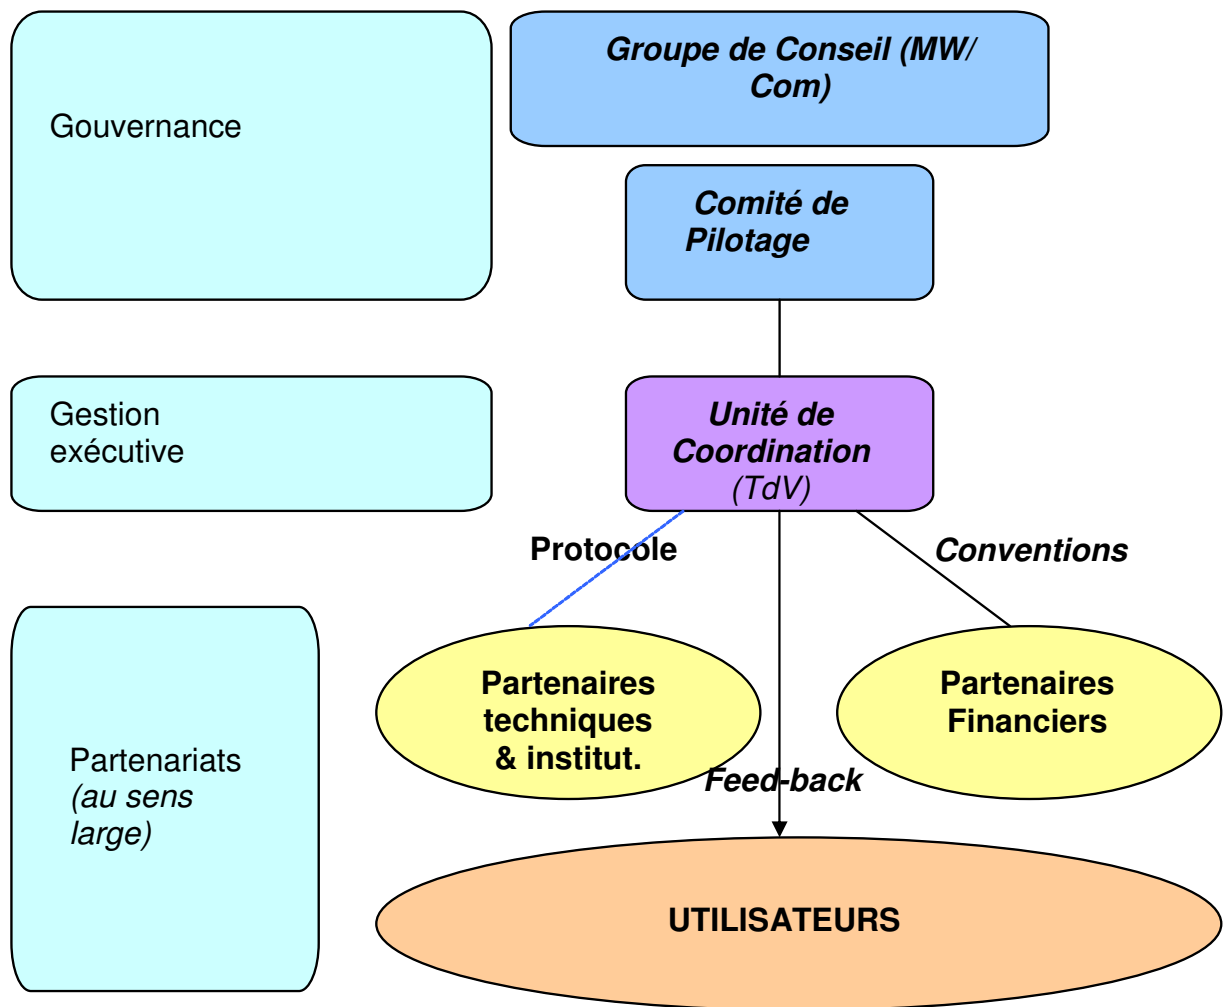 Groupe de Conseil (MW/
Com)
Gouvernance
Comité de
Pilotage
Gestion
exécutive
Unité de
Coordination
(TdV)
Protocole
Conventions
Partenaires
techniques
& institut.
Partenaires
Financiers
Partenariats
(au sens
large)
Feed-back
UTILISATEURS